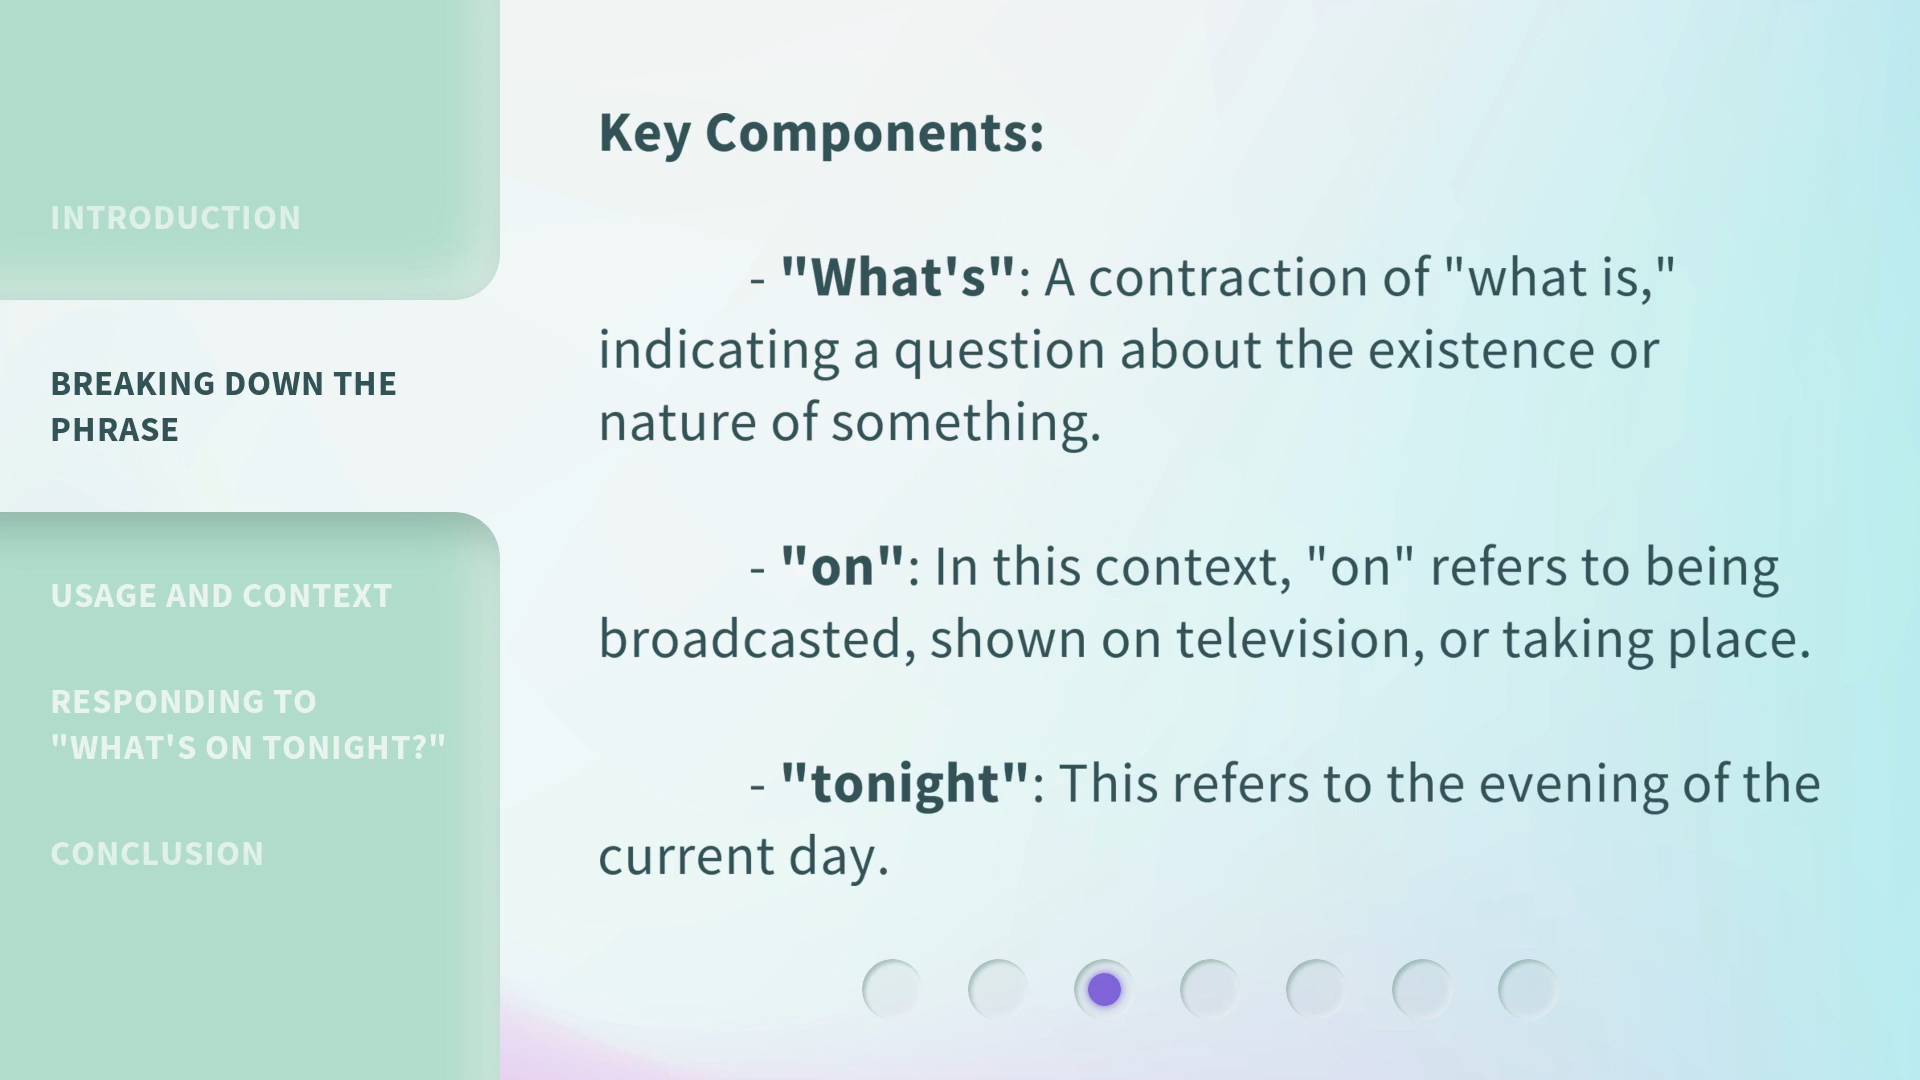 INTRODUCTION
BREAKING DOWN THE
PHRASE
USAGE AND CONTEXT
RESPONDING TO
"WHAT'S ON TONIGHT?"
CONCLUSION
Key Components:
- "What's": A contraction of "what is,"
indicating a question about the existence or
nature of something.
- "on": In this context, "on" refers to being
broadcasted, shown on television, or taking place.
- "tonight": This refers to the evening of the
current day.